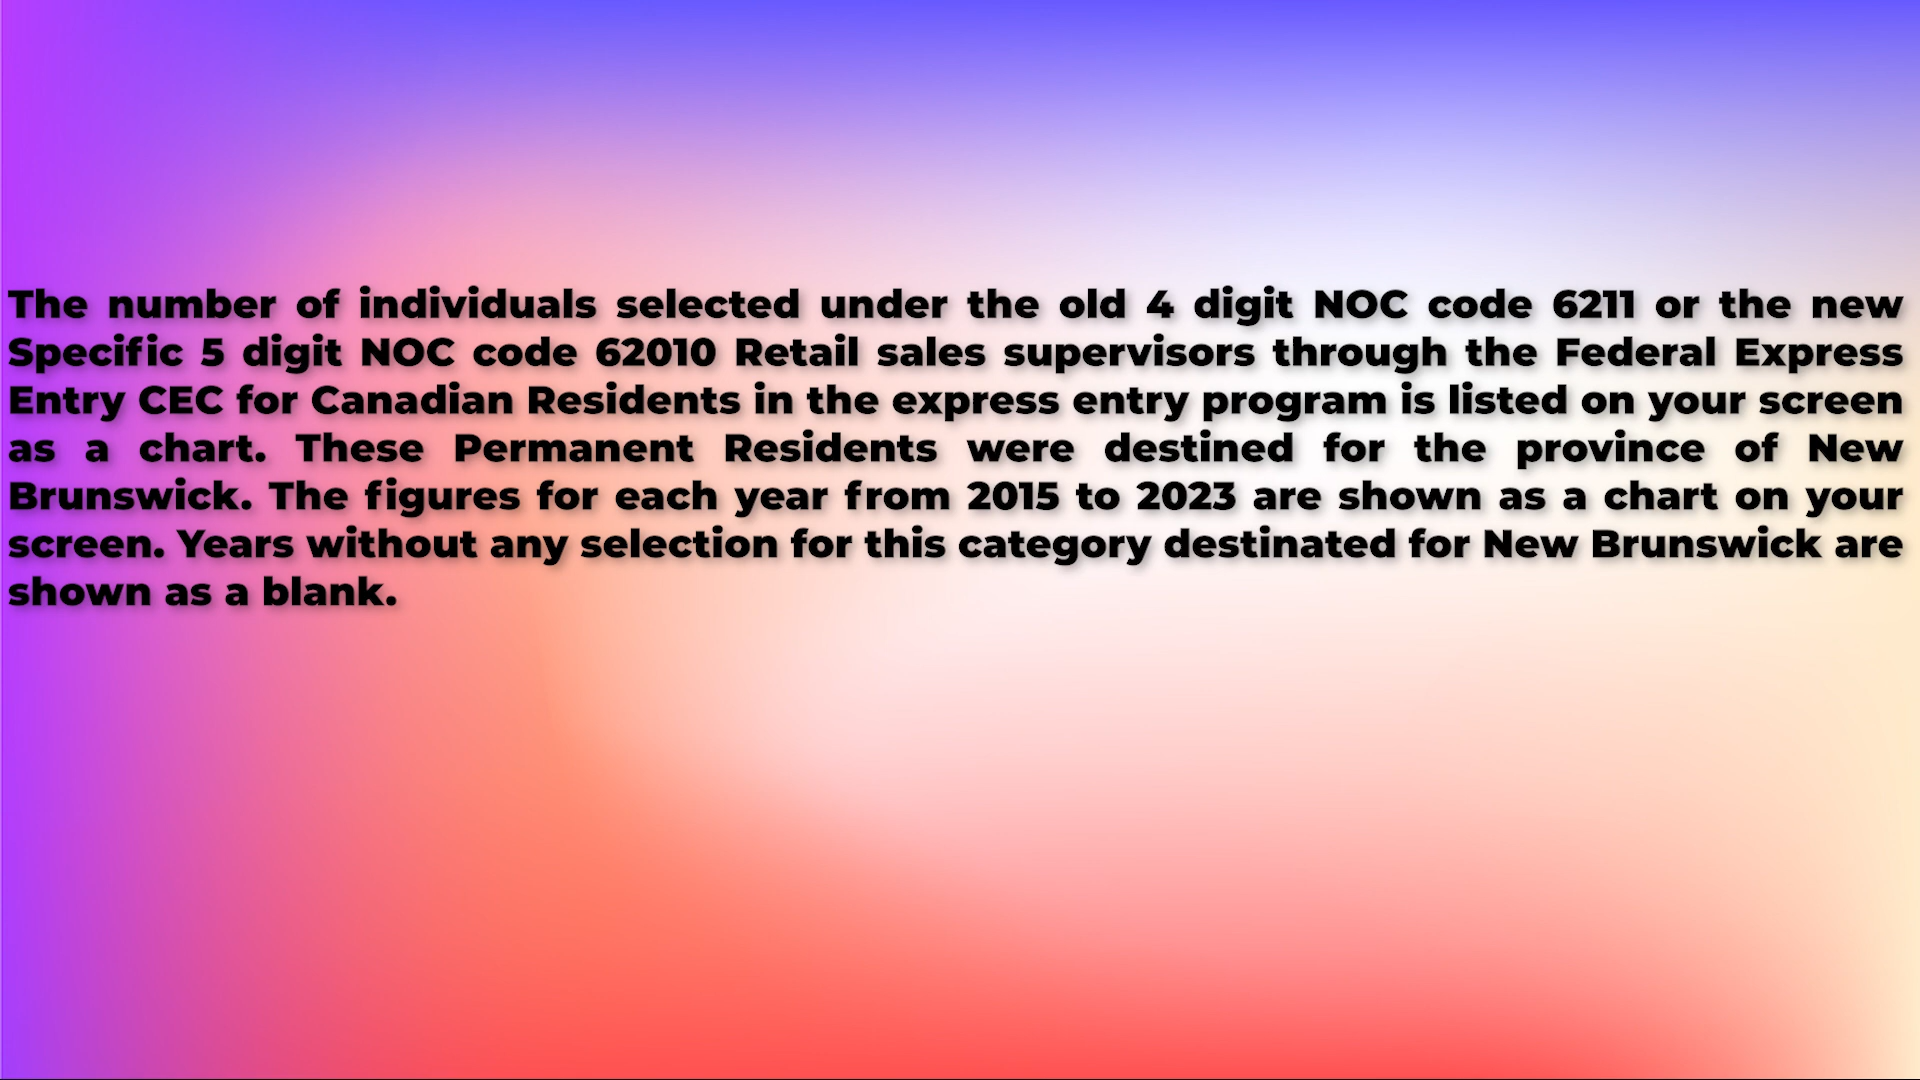 The number of individuals selected under the old 4 digit NOC code 6211 or the new
Specific 5 digit NOC code 62010 Retail sales supervisors through the Federal Express
Entry CEC for Canadian Residents in the express entry program is listed on your screen
as a chart. These Permanent Residents were destined for the province of New
Brunswick. The figures for each year from 2015 to 2023 are shown as a chart on your
screen. Years without any selection for this category destinated for New Brunswick are
shown as a blank.